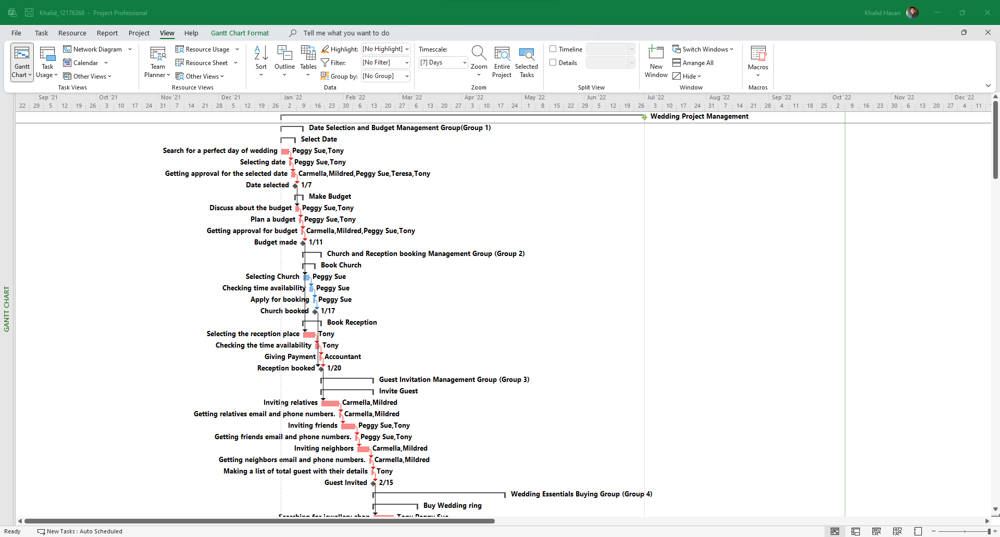 Khalid_12176368 - Project Professional
Khalid Hasan
File Task Resource Report Project View Help Gantt Chart Format Tell me what you want to do
Gantt Chart
Task Usage
Network Diagram
Calendar
Other Views
Task Views
Team Planner
Resource Usage
Resource Sheet
Other Views
Resource Views
Sort
Outline
Tables
Highlight: [No Highlight]
Filter: [No Filter]
Group by: [No Group]
Data
Timescale:
[7] Days
Zoom
Entire Project
Selected Tasks
Zoom
Timeline
Details
Split View
New Window
Switch Windows
Arrange All
Hide
Window
Macros
Macros
Sep '21 Oct '21 Nov '21 Dec '21 Jan '22 Feb '22 Mar '22 Apr '22 May '22 Jun '22 Jul '22 Aug '22 Sep '22 Oct '22 Nov '22 Dec '22
22 29 5 12 19 26 3 10 17 24 31 7 14 21 28 5 12 19 26 2 9 16 23 30 6 13 20 27 6 13 20 27 3 10 17 24 1 8 15 22 29 5 12 19 26 3 10 17 24 31 7 14 21 28 4 11 18 25 2 9 16 23 30 6 13 20 27 4 11
Wedding Project Management
Date Selection and Budget Management Group(Group 1)
Select Date
Search for a perfect day of wedding Peggy Sue,Tony
Selecting date Peggy Sue,Tony
Getting approval for the selected date Carmella,Mildred,Peggy Sue,Teresa,Tony
Date selected 1/7
Make Budget
Discuss about the budget Peggy Sue,Tony
Plan a budget Peggy Sue,Tony
Getting approval for budget Carmella,Mildred,Peggy Sue,Tony
Budget made 1/11
Church and Reception booking Management Group (Group 2)
Book Church
Selecting Church Peggy Sue
Checking time availability Peggy Sue
Apply for booking Peggy Sue
Church booked 1/17
Book Reception
Selecting the reception place Tony
Checking the time availability Tony
Giving Payment Accountant
Reception booked 1/20
Guest Invitation Management Group (Group 3)
Invite Guest
Inviting relatives Carmella,Mildred
Getting relatives email and phone numbers. Carmella,Mildred
Inviting friends Peggy Sue,Tony
Getting friends email and phone numbers. Peggy Sue,Tony
Inviting neighbors Carmella,Mildred
Getting neighbors email and phone numbers. Carmella,Mildred
Making a list of total guest with their details Tony
Guest Invited 2/15
Wedding Essentials Buying Group (Group 4)
Buy Wedding ring
Searching for jewellery shop Tony,Peggy Sue
GANTT CHART
Ready New Tasks : Auto Scheduled